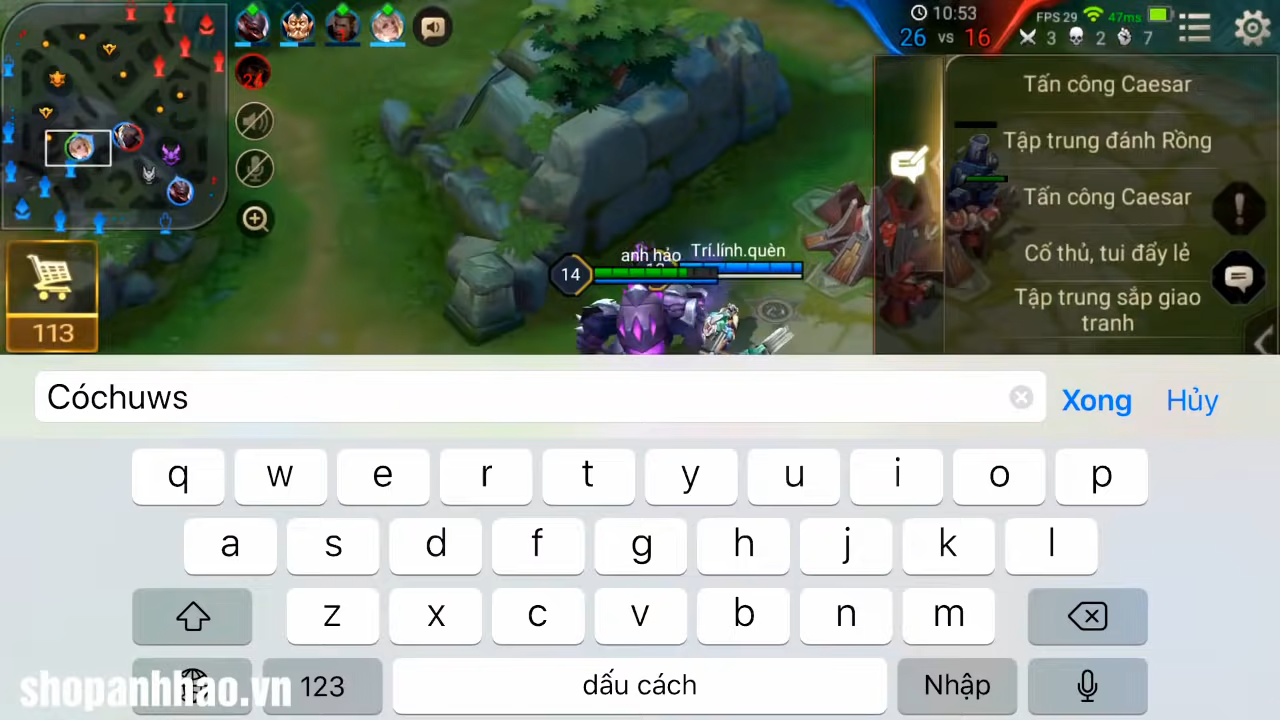 10:53
FPS 29
47ms
26 vs 16
3
2
7
24
Tấn công Caesar
Tập trung đánh Rồng
Tấn công Caesar
Cố thủ, tui đẩy lẻ
Tập trung sắp giao
tranh
anh hảo
Trí.lính.quèn
14
113
Cóchuws
Xong
Hủy
q w e r t y u i o p
a s d f g h j k l
z x c v b n m
123
dấu cách
Nhập
shopanhhao.vn